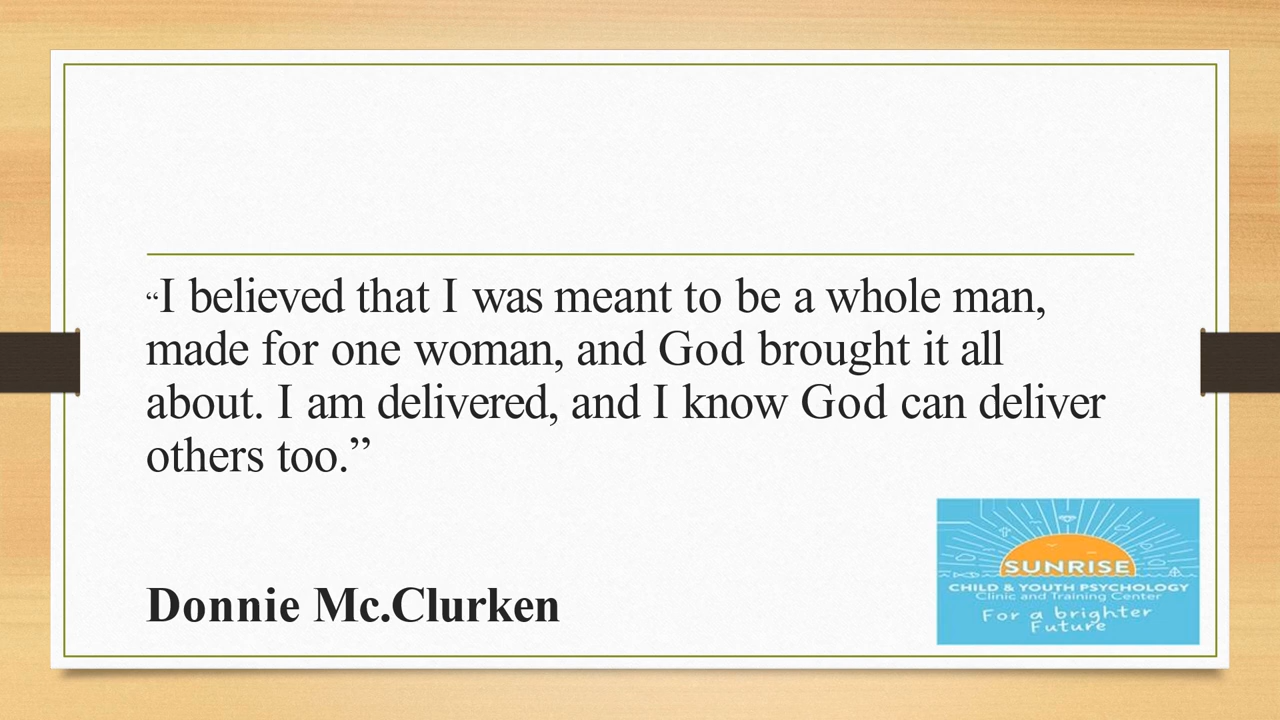 “I believed that I was meant to be a whole man,
made for one woman, and God brought it all
about. I am delivered, and I know God can deliver
others too.”
Donnie Mc.Clurken
SUNRISE
CHILD & YOUTH PSYCHOLOGY
Clinic and Training Center
For a brighter
Future